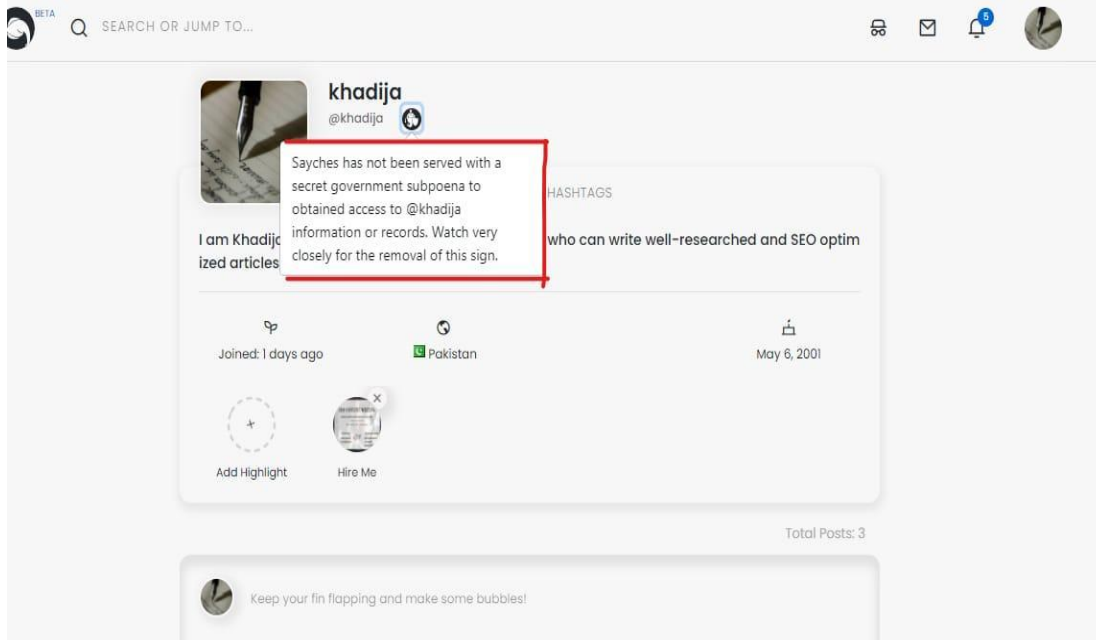 BETA
SEARCH OR JUMP TO...
5
khadija
@khadija
Sayches has not been served with a
secret government subpoena to
obtained access to @khadija
information or records. Watch very
closely for the removal of this sign.
HASHTAGS
I am Khadij
who can write well-researched and SEO optim
ized articles
Joined: 1 days ago
Pakistan
May 6, 2001
Add Highlight
Hire Me
Total Posts: 3
Keep your fin flapping and make some bubbles!